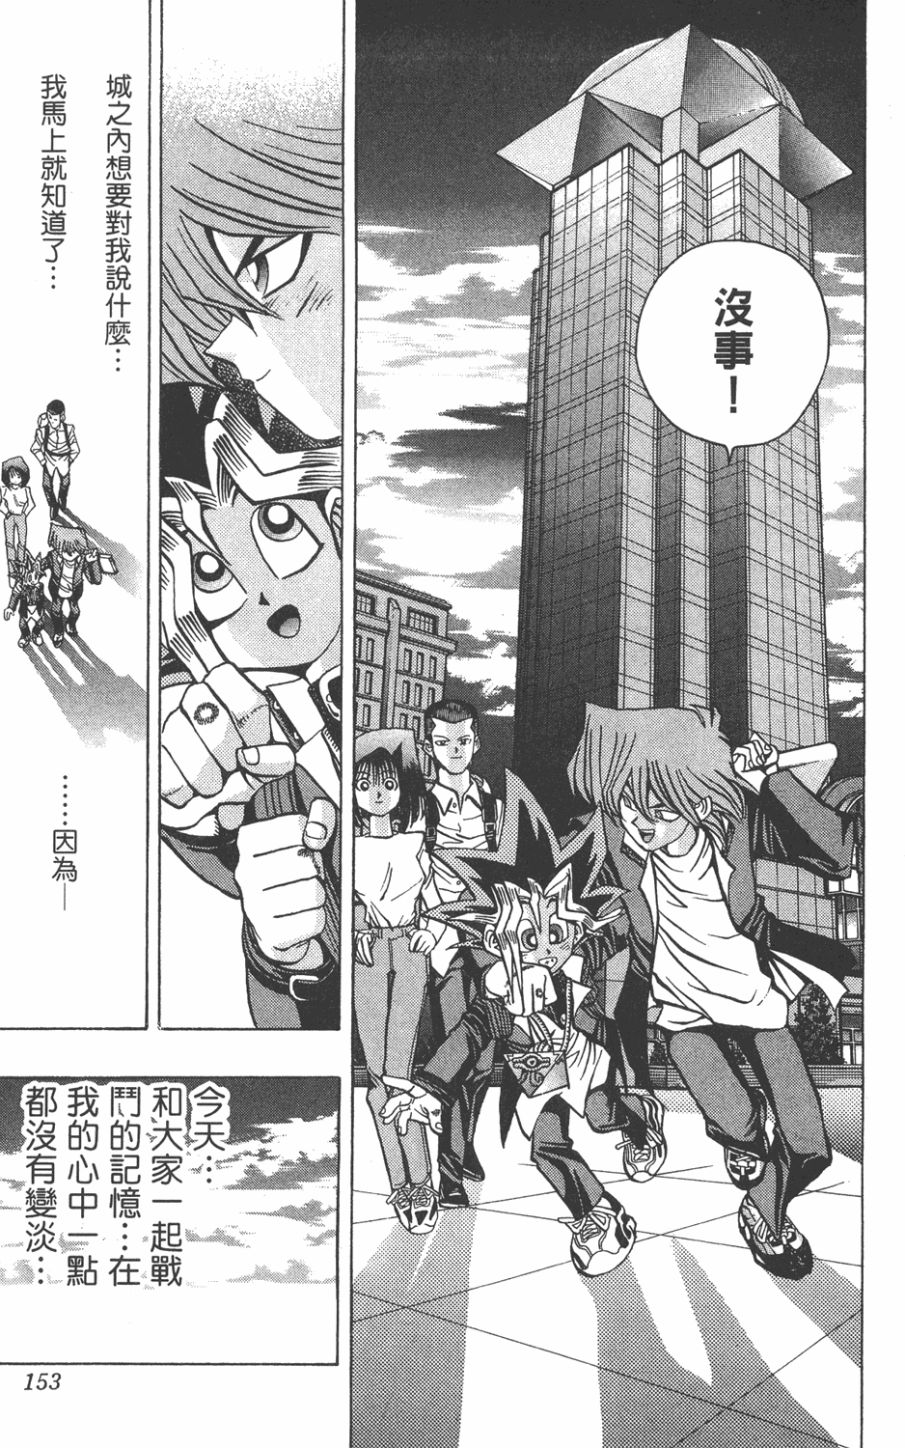 沒事！
城之內想要對我說什麼…
我馬上就知道了…
……因為—
今天…
和大家一起戰
鬥的記憶…在
我的心中一點
都沒有變淡…
153